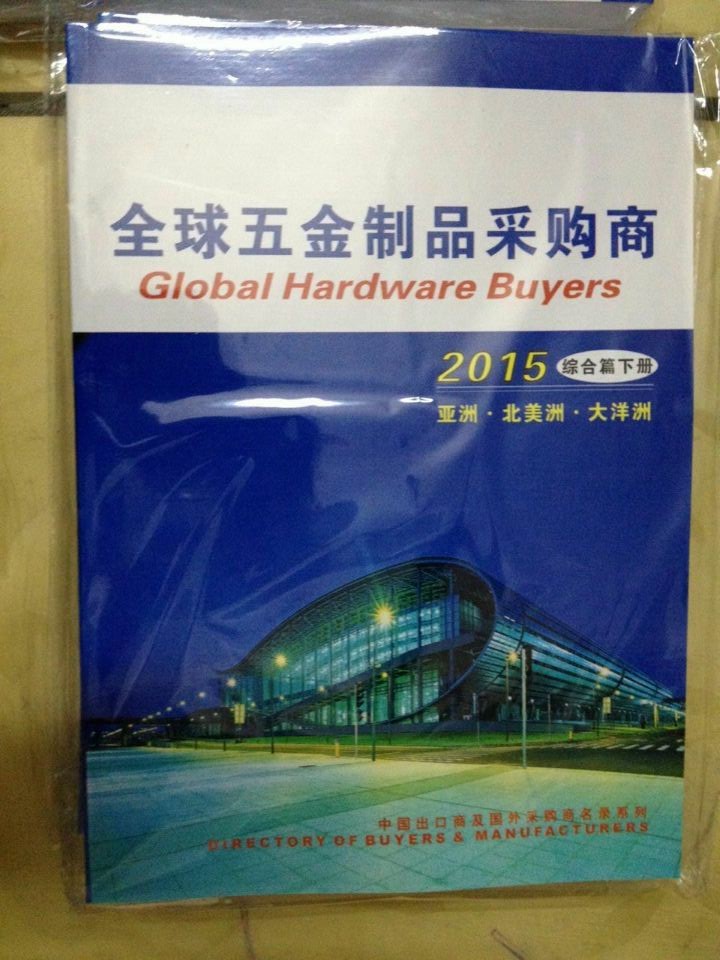 全球五金制品采购商
Global Hardware Buyers
2015 综合篇下册
亚洲·北美洲·大洋洲
中国出口商及国外采购商名录系列
DIRECTORY OF BUYERS & MANUFACTURERS